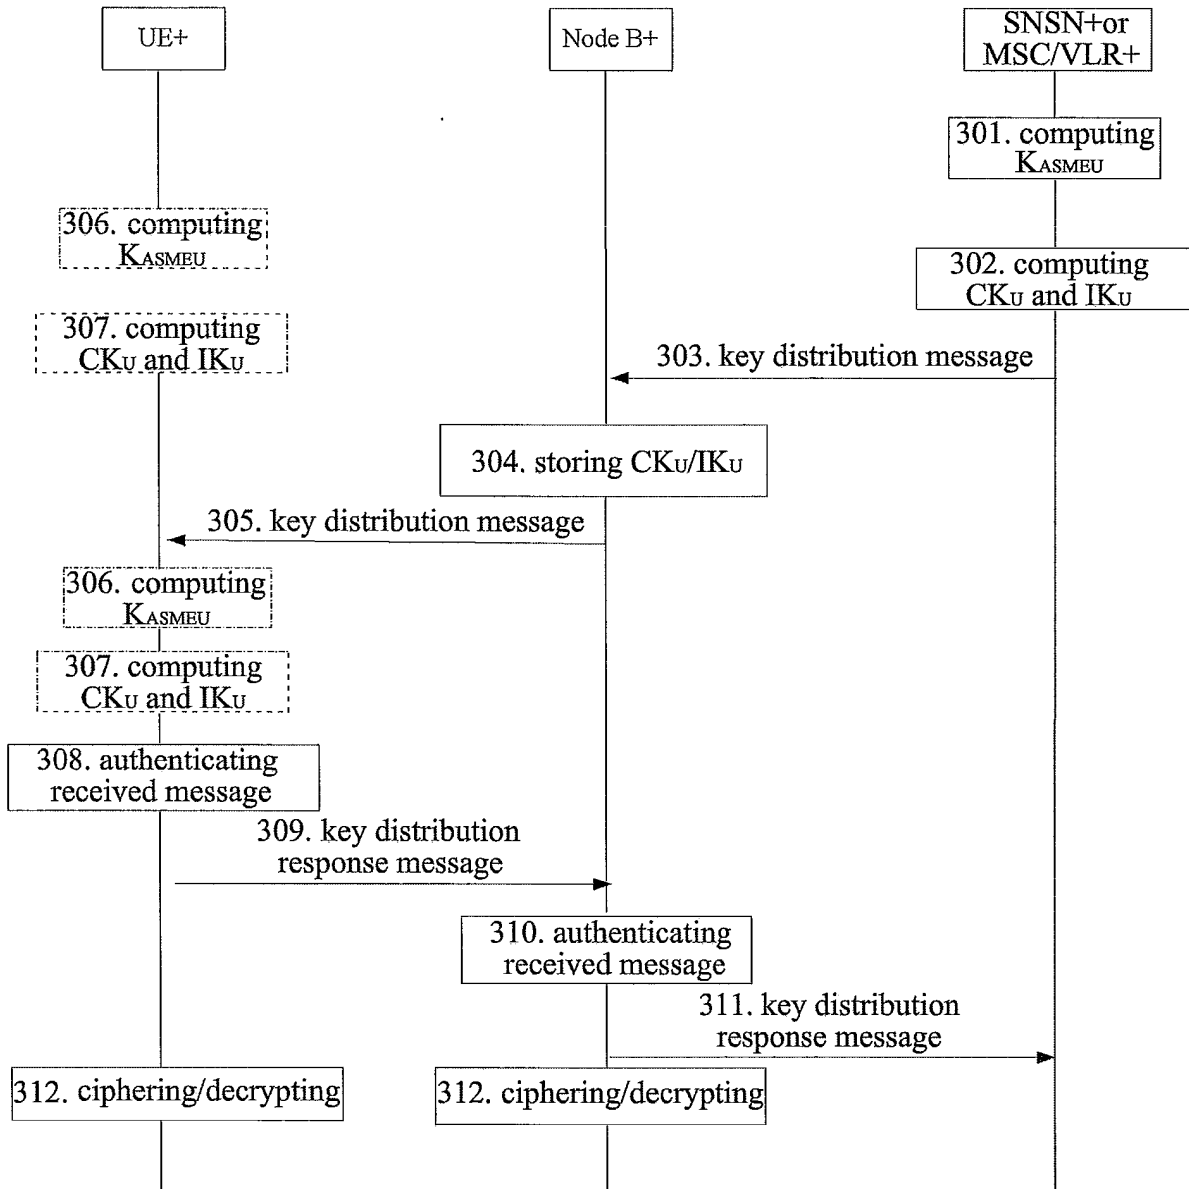 UE+
Node B+
SNSN+or
MSC/VLR+
301. computing
KASMEU
306. computing
KASMEU
302. computing
CKU and IKU
307. computing
CKU and IKU
303. key distribution message
304. storing CKU/IKU
305. key distribution message
306. computing
KASMEU
307. computing
CKU and IKU
308. authenticating
received message
309. key distribution
response message
310. authenticating
received message
311. key distribution
response message
312. ciphering/decrypting
312. ciphering/decrypting